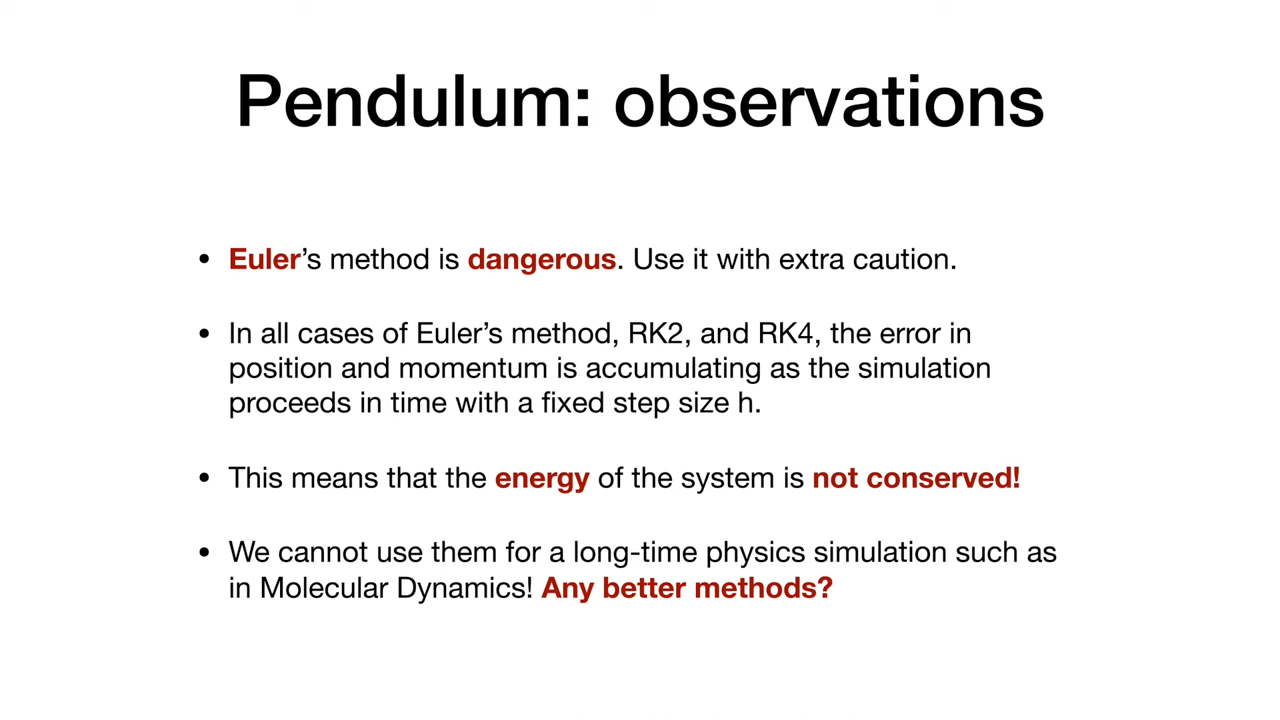 Pendulum: observations
• Euler’s method is dangerous. Use it with extra caution.
• In all cases of Euler’s method, RK2, and RK4, the error in
position and momentum is accumulating as the simulation
proceeds in time with a fixed step size h.
• This means that the energy of the system is not conserved!
• We cannot use them for a long-time physics simulation such as
in Molecular Dynamics! Any better methods?